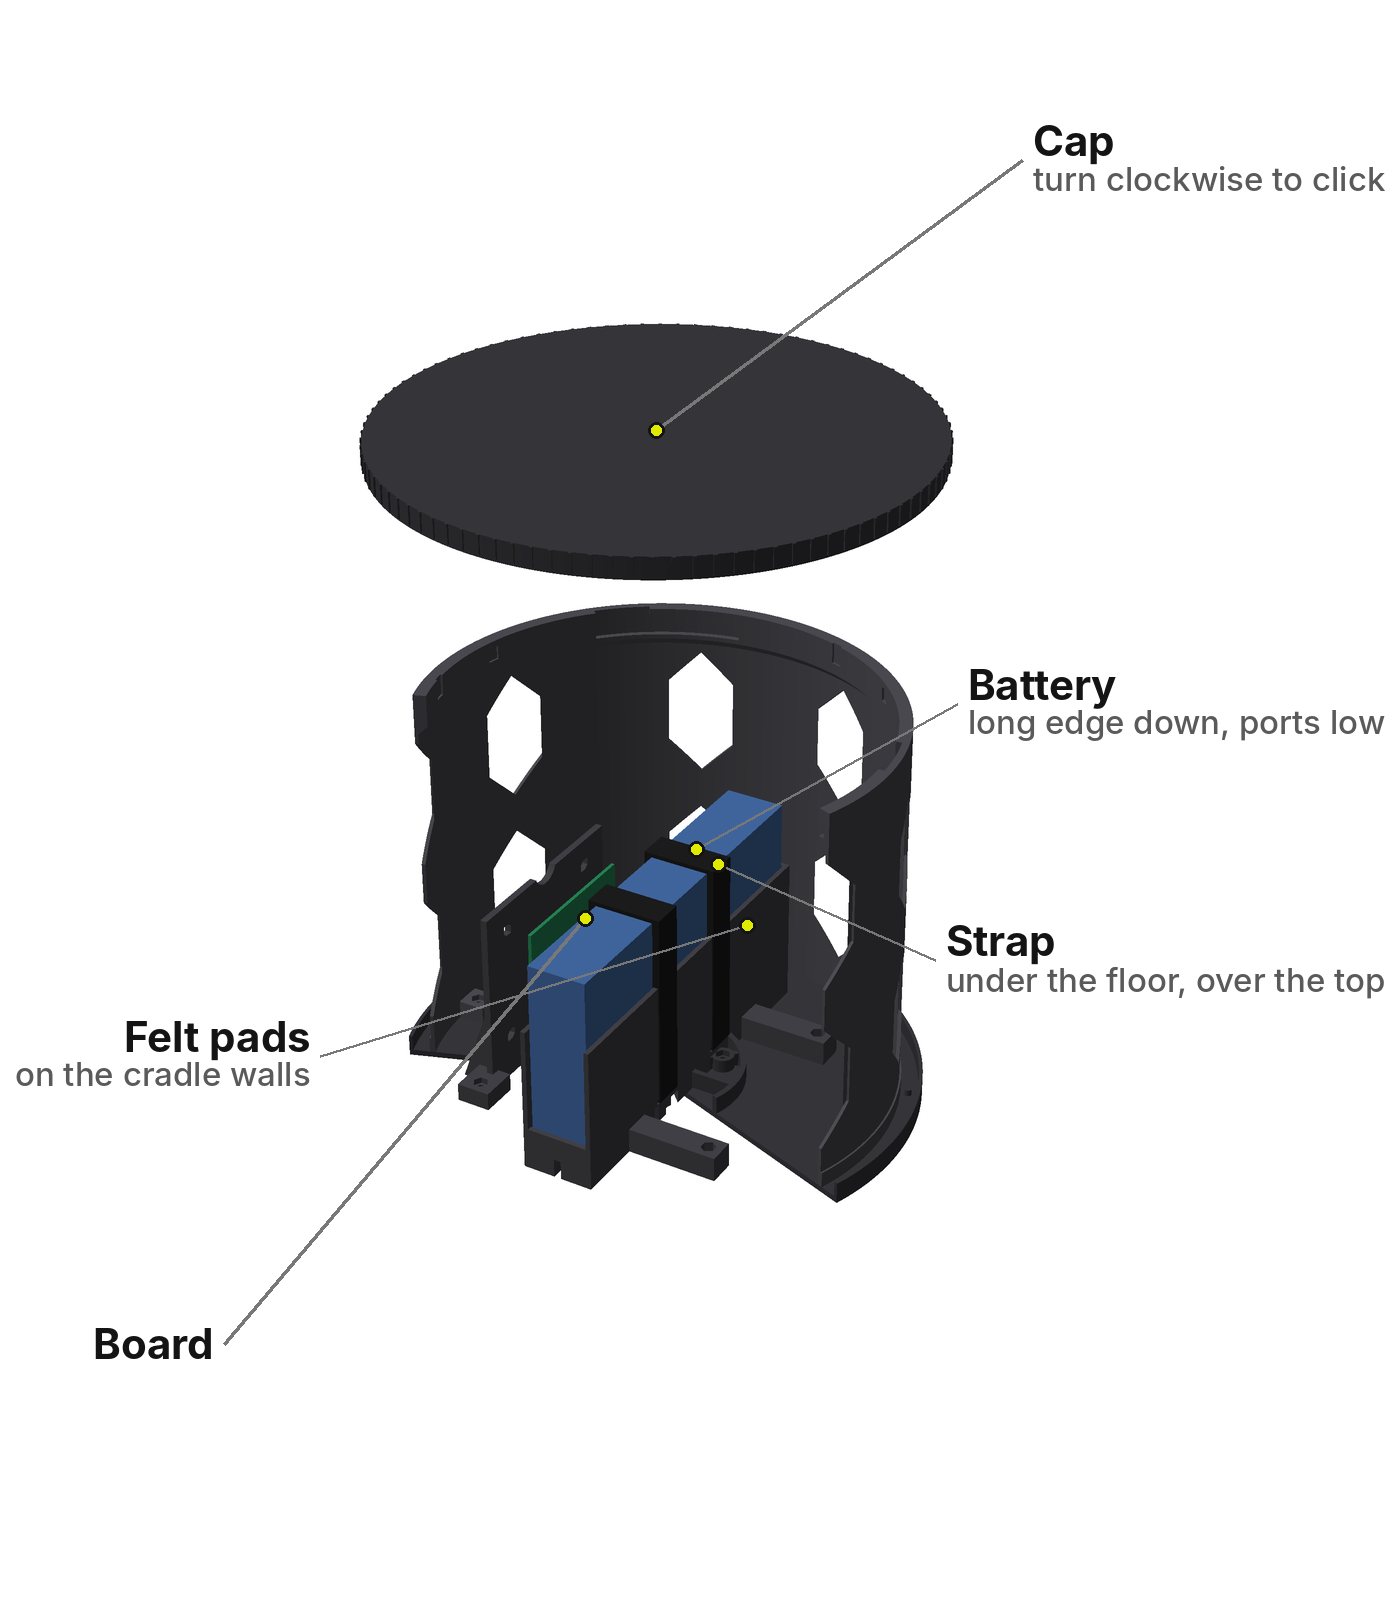 Cap
turn clockwise to click
Battery
long edge down, ports low
Strap
under the floor, over the top
Felt pads
on the cradle walls
Board